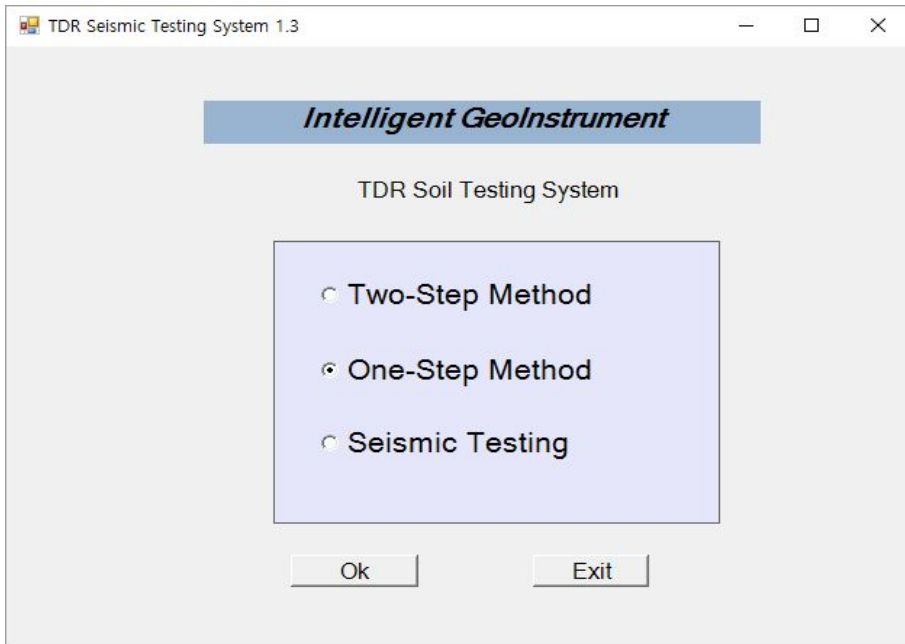 TDR Seismic Testing System 1.3
Intelligent GeoInstrument
TDR Soil Testing System
Two-Step Method
One-Step Method
Seismic Testing
Ok
Exit